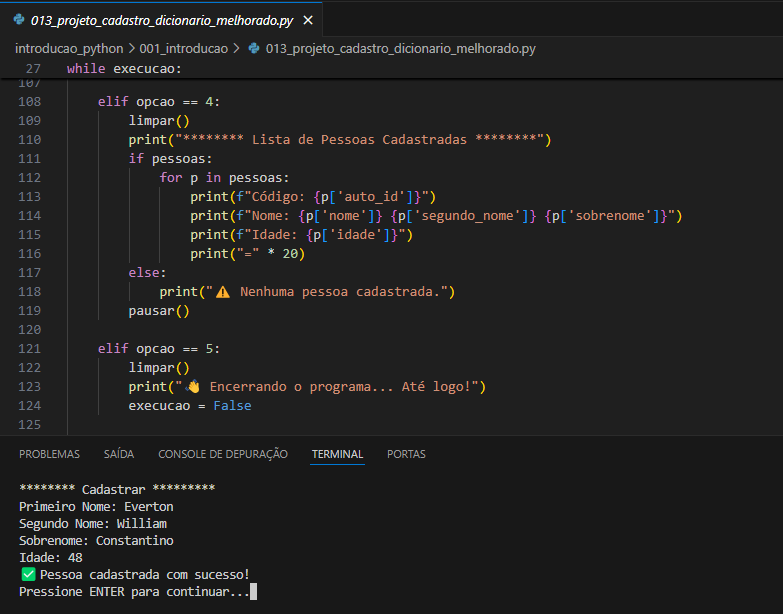 013_projeto_cadastro_dicionario_melhorado.py ×
introducao_python > 001_introducao > 013_projeto_cadastro_dicionario_melhorado.py
27 while execucao:
107
108 elif opcao == 4:
109 limpar()
110 print("******** Lista de Pessoas Cadastradas ********")
111 if pessoas:
112 for p in pessoas:
113 print(f"Código: {p['auto_id']}")
114 print(f"Nome: {p['nome']} {p['segundo_nome']} {p['sobrenome']}")
115 print(f"Idade: {p['idade']}")
116 print("=" * 20)
117 else:
118 print("⚠️ Nenhuma pessoa cadastrada.")
119 pausar()
120
121 elif opcao == 5:
122 limpar()
123 print("👋 Encerrando o programa... Até logo!")
124 execucao = False
125
PROBLEMAS SAÍDA CONSOLE DE DEPURAÇÃO TERMINAL PORTAS
******** Cadastrar *********
Primeiro Nome: Everton
Segundo Nome: William
Sobrenome: Constantino
Idade: 48
✅ Pessoa cadastrada com sucesso!
Pressione ENTER para continuar...